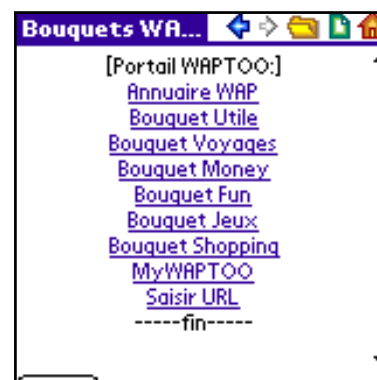 Bouquets WA...
[Portail WAPTOO:]
Annuaire WAP
Bouquet Utile
Bouquet Voyages
Bouquet Money
Bouquet Fun
Bouquet Jeux
Bouquet Shopping
MyWAPTOO
Saisir URL
-----fin-----